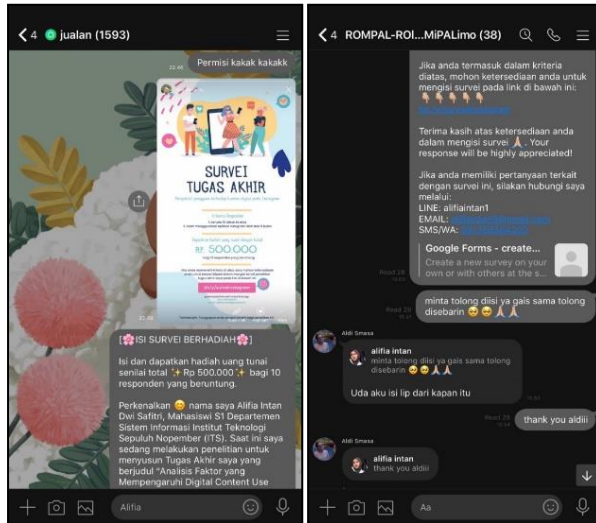 4 jualan (1593)
Permisi kakak kakakk
22.48
SURVEI
TUGAS AKHIR
RP. 500.000
22.48
[🌸ISI SURVEI BERHADIAH🌸]
Isi dan dapatkan hadiah uang tunai
senilai total ✨ Rp 500.000 ✨ bagi 10
responden yang beruntung.
Perkenalkan 😊 nama saya Alifia Intan
Dwi Safitri, Mahasiswi S1 Departemen
Sistem Informasi Institut Teknologi
Sepuluh Nopember (ITS). Saat ini saya
sedang melakukan penelitian untuk
menyusun Tugas Akhir saya yang
berjudul “Analisis Faktor yang
Mempengaruhi Digital Content Use
Alifia
4 ROMPAL-ROI...MiPALimo (38)
Jika anda termasuk dalam kriteria
diatas, mohon ketersediaan anda untuk
mengisi survei pada link di bawah ini:
👇🏼👇🏼👇🏼👇🏼👇🏼
Terima kasih atas ketersediaan anda
dalam mengisi survei 🙏🏼. Your
response will be highly appreciated!
Jika anda memiliki pertanyaan terkait
dengan survei ini, silakan hubungi saya
melalui:
LINE: alifiaintan1
EMAIL:
SMS/WA:
Google Forms - create...
Create a new survey on your
own or with others at the s...
Read 28
minta tolong diisi ya gais sama tolong
disebarin 🥺🥺🙏🏼🙏🏼
Read 28
Aldi Smasa
alifia intan
minta tolong diisi ya gais sama tolong
disebarin 🥺🥺🙏🏼🙏🏼
Uda aku isi lip dari kapan itu
thank you aldiii
Aldi Smasa
alifia intan
thank you aldiii
Aa